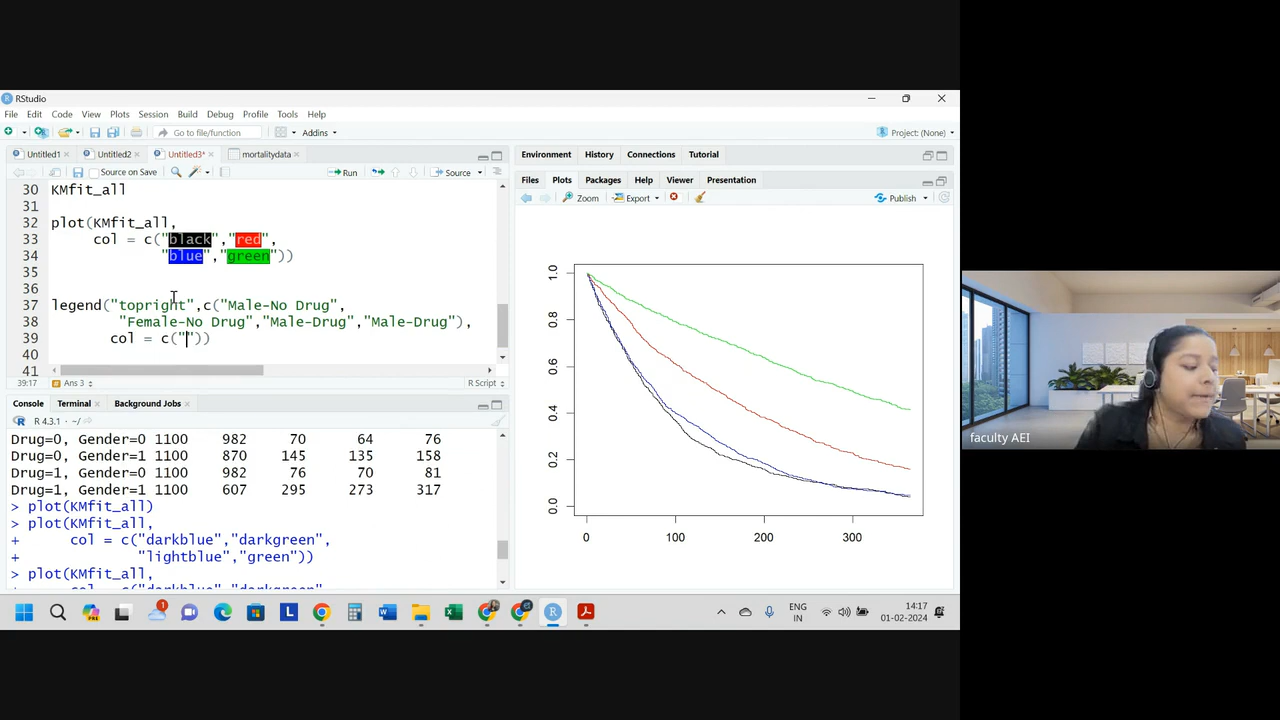 RStudio
File Edit Code View Plots Session Build Debug Profile Tools Help
Go to file/function Addins Project: (None)
Untitled1 Untitled2 Untitled3* mortalitydata
Source on Save Run Source
30 KMfit_all
31
32 plot(KMfit_all,
33 col = c("black","red",
34 "blue","green"))
35
36
37 legend("topright",c("Male-No Drug",
38 "Female-No Drug","Male-Drug","Male-Drug"),
39 col = c(""))
40
41
39:17 Ans 3 R Script
Console Terminal Background Jobs
R 4.3.1 · ~/
Drug=0, Gender=0 1100 982 70 64 76
Drug=0, Gender=1 1100 870 145 135 158
Drug=1, Gender=0 1100 982 76 70 81
Drug=1, Gender=1 1100 607 295 273 317
> plot(KMfit_all)
> plot(KMfit_all,
+ col = c("darkblue","darkgreen",
+ "lightblue","green"))
> plot(KMfit_all,
+ col = c("darkblue","darkgreen",
Environment History Connections Tutorial
Files Plots Packages Help Viewer Presentation
Zoom Export Publish
1.0
0.8
0.6
0.4
0.2
0.0
0 100 200 300
faculty AEI
1
ENG
IN
14:17
01-02-2024